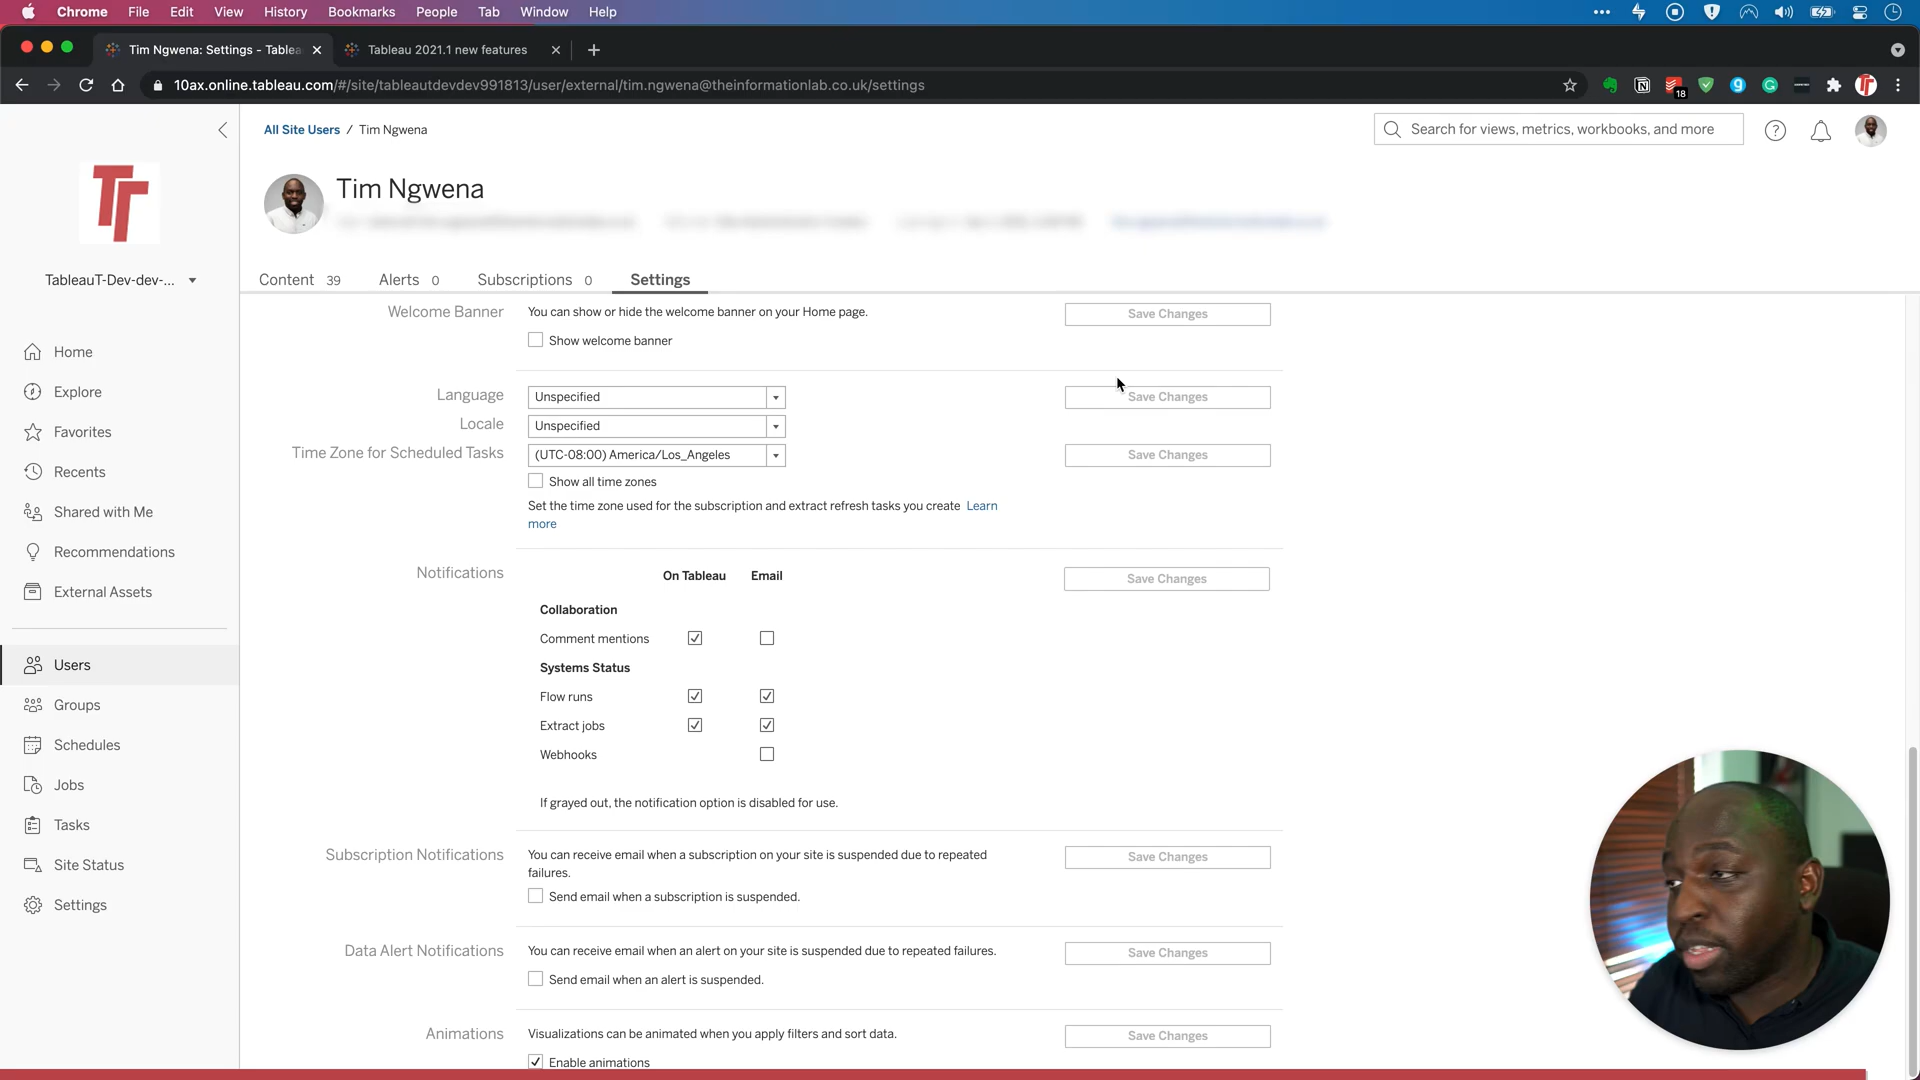 Chrome File Edit View History Bookmarks People Tab Window Help
Tim Ngwena: Settings - Tablea
Tableau 2021.1 new features
10ax.online.tableau.com/#/site/tableautdevdev991813/user/external/tim.ngwena@theinformationlab.co.uk/settings
18
All Site Users / Tim Ngwena
Search for views, metrics, workbooks, and more
Tim Ngwena
TableauT-Dev-dev-...
Content 39 Alerts 0 Subscriptions 0 Settings
Home
Explore
Favorites
Recents
Shared with Me
Recommendations
External Assets
Users
Groups
Schedules
Jobs
Tasks
Site Status
Settings
Welcome Banner
You can show or hide the welcome banner on your Home page.
Save Changes
Show welcome banner
Language Unspecified Save Changes
Locale Unspecified
Time Zone for Scheduled Tasks (UTC-08:00) America/Los_Angeles Save Changes
Show all time zones
Set the time zone used for the subscription and extract refresh tasks you create Learn
more
Notifications
On Tableau Email
Save Changes
Collaboration
Comment mentions
Systems Status
Flow runs
Extract jobs
Webhooks
If grayed out, the notification option is disabled for use.
Subscription Notifications
You can receive email when a subscription on your site is suspended due to repeated
failures.
Save Changes
Send email when a subscription is suspended.
Data Alert Notifications
You can receive email when an alert on your site is suspended due to repeated failures.
Save Changes
Send email when an alert is suspended.
Animations
Visualizations can be animated when you apply filters and sort data.
Save Changes
Enable animations